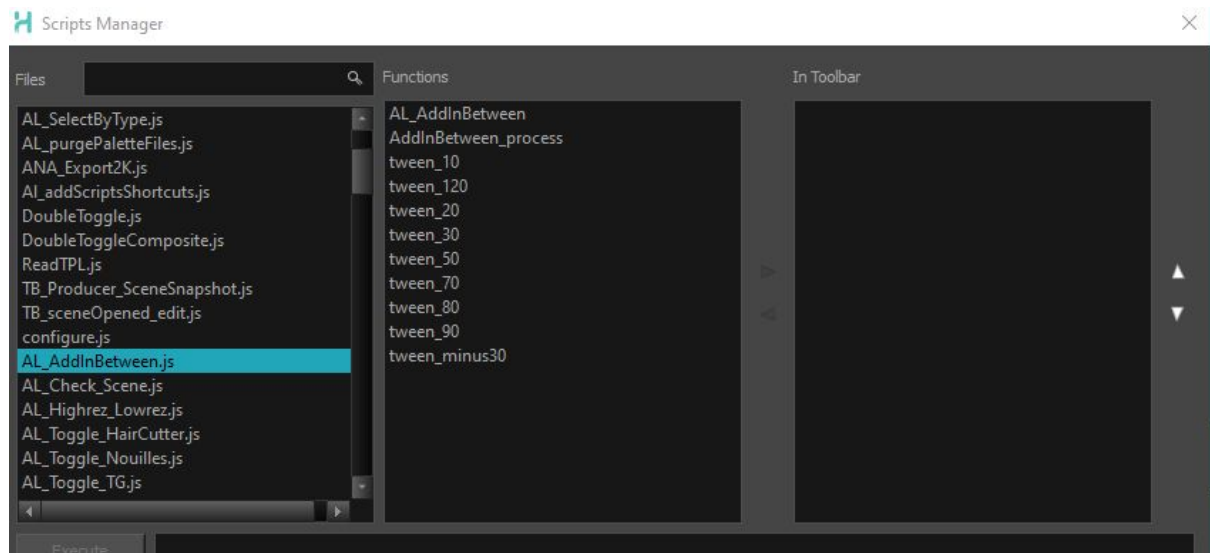 Scripts Manager
Files
Functions
In Toolbar
AL_SelectByType.js
AL_purgePaletteFiles.js
ANA_Export2K.js
AI_addScriptsShortcuts.js
DoubleToggle.js
DoubleToggleComposite.js
ReadTPL.js
TB_Producer_SceneSnapshot.js
TB_sceneOpened_edit.js
configure.js
AL_AddInBetween.js
AL_Check_Scene.js
AL_Highrez_Lowrez.js
AL_Toggle_HairCutter.js
AL_Toggle_Nouilles.js
AL_Toggle_TG.js
AL_AddInBetween
AddInBetween_process
tween_10
tween_120
tween_20
tween_30
tween_50
tween_70
tween_80
tween_90
tween_minus30
Execute